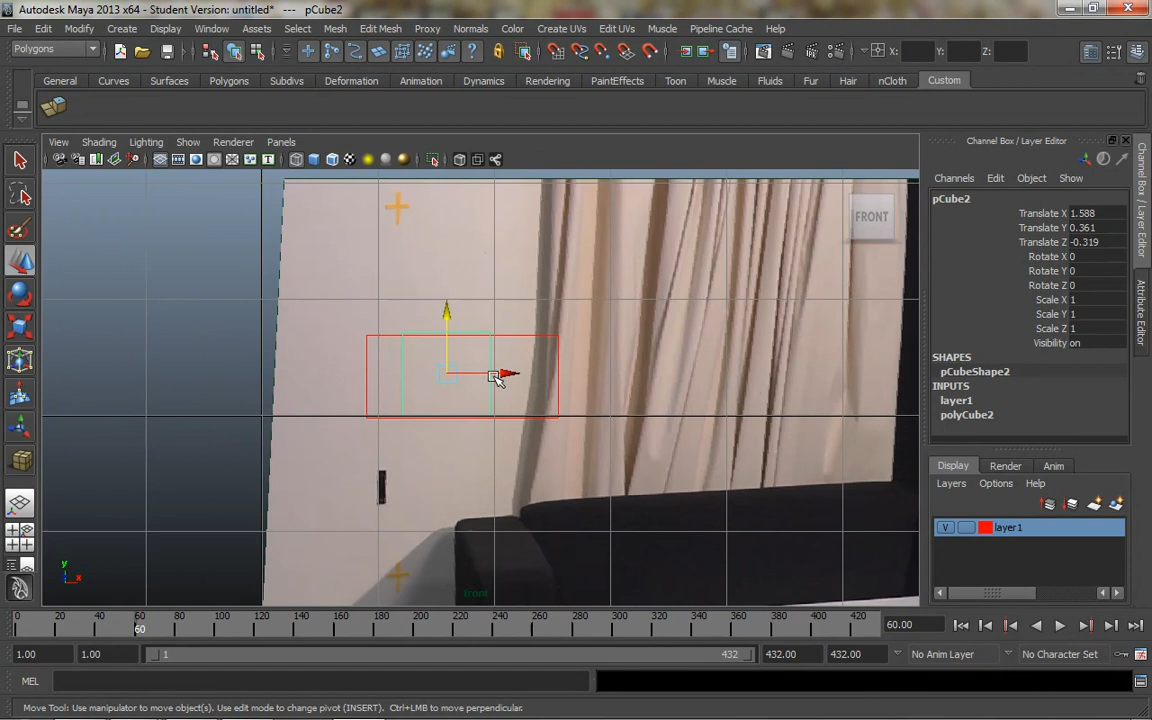 Autodesk Maya 2013 x64 - Student Version: untitled* --- pCube2
File Edit Modify Create Display Window Assets Select Mesh Edit Mesh Proxy Normals Color Create UVs Edit UVs Muscle Pipeline Cache Help
Polygons X: Y: Z:
General Curves Surfaces Polygons Subdivs Deformation Animation Dynamics Rendering PaintEffects Toon Muscle Fluids Fur Hair nCloth Custom
View Shading Lighting Show Renderer Panels
Channel Box / Layer Editor
Channels Edit Object Show
pCube2
Translate X 1.588
Translate Y 0.361
Translate Z -0.319
Rotate X 0
Rotate Y 0
Rotate Z 0
Scale X 1
Scale Y 1
Scale Z 1
Visibility on
SHAPES
pCubeShape2
INPUTS
layer1
polyCube2
Channel Box / Layer Editor
Attribute Editor
FRONT
Display Render Anim
Layers Options Help
V layer1
y
x
front
0 20 40 60 80 100 120 140 160 180 200 220 240 260 280 300 320 340 360 380 400 420
60
60.00
1.00 1.00 1 432 432.00 432.00 No Anim Layer No Character Set
MEL
Move Tool: Use manipulator to move object(s). Use edit mode to change pivot (INSERT). Ctrl+LMB to move perpendicular.